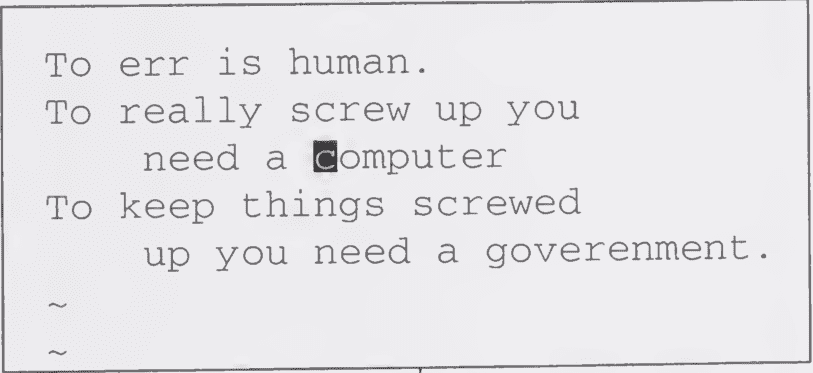 To err is human.
To really screw up you
need a computer
To keep things screwed
up you need a goverenment.
~
~